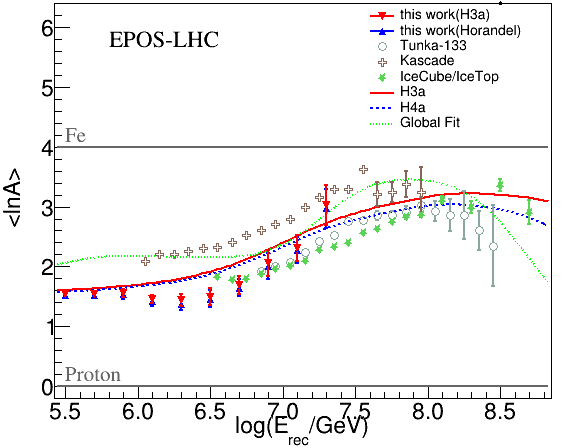 6
EPOS-LHC
this work(H3a)
this work(Horandel)
Tunka-133
Kascade
IceCube/IceTop
H3a
H4a
Global Fit
5
Fe
4
<lnA>
3
2
1
Proton
0
5.5 6.0 6.5 7.0 7.5 8.0 8.5
log(E_rec/GeV)